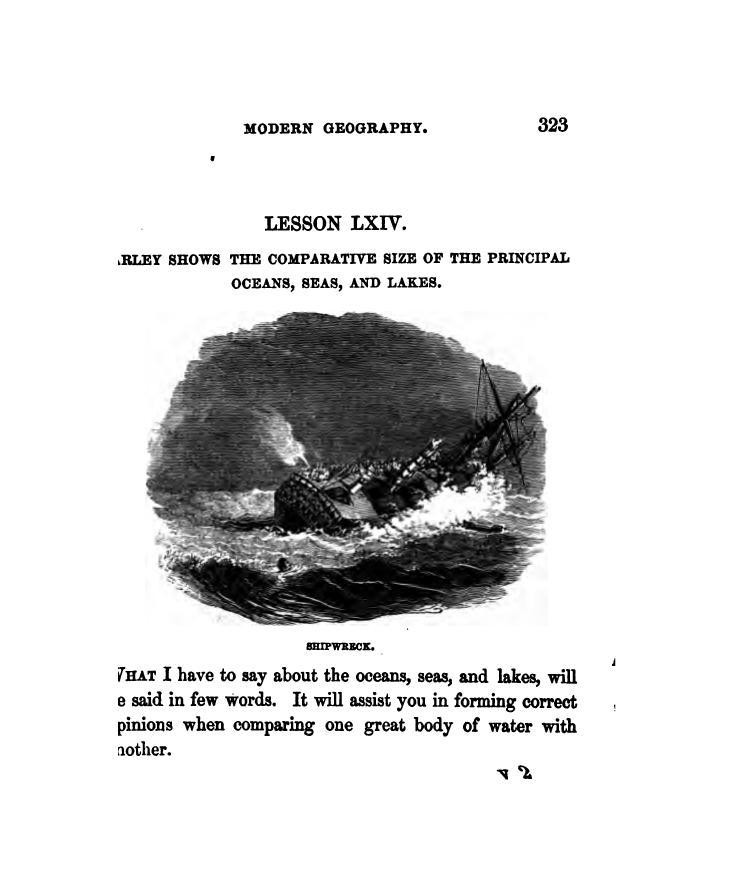 MODERN GEOGRAPHY. 323
LESSON LXIV.
RLEY SHOWS THE COMPARATIVE SIZE OF THE PRINCIPAL
OCEANS, SEAS, AND LAKES.
SHIPWRECK.
WHAT I have to say about the oceans, seas, and lakes, will
e said in few words. It will assist you in forming correct
pinions when comparing one great body of water with
nother.
Y 2